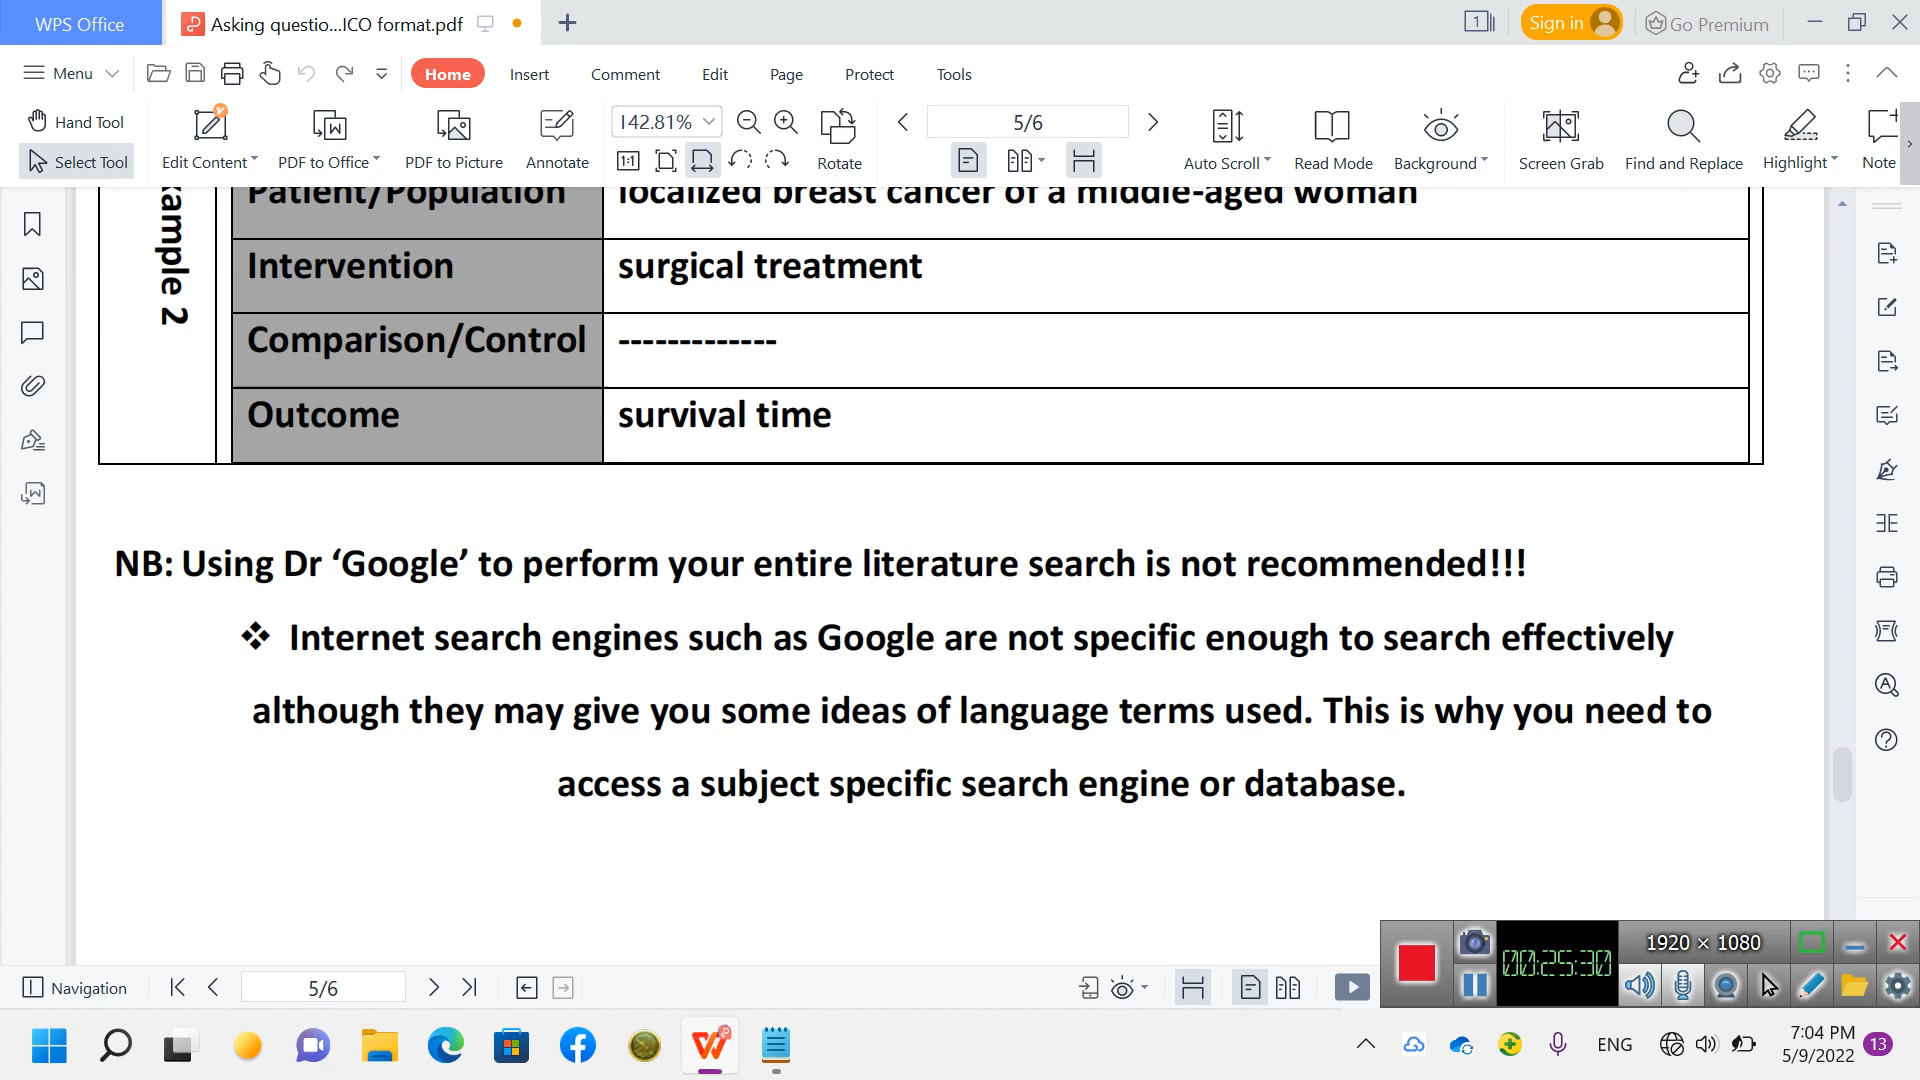 WPS Office
Asking questio...ICO format.pdf
1
Sign in
Go Premium
Menu
Home
Insert
Comment
Edit
Page
Protect
Tools
Hand Tool
Select Tool
Edit Content
PDF to Office
PDF to Picture
Annotate
142.81%
1:1
Rotate
5/6
Auto Scroll
Read Mode
Background
Screen Grab
Find and Replace
Highlight
Note
xample 2
Patient/Population localized breast cancer of a middle-aged woman
Intervention surgical treatment
Comparison/Control -------------
Outcome survival time
NB: Using Dr ‘Google’ to perform your entire literature search is not recommended!!!
❖ Internet search engines such as Google are not specific enough to search effectively
although they may give you some ideas of language terms used. This is why you need to
access a subject specific search engine or database.
1920 × 1080
00:25:30
Navigation
5/6
ENG
7:04 PM
5/9/2022
13